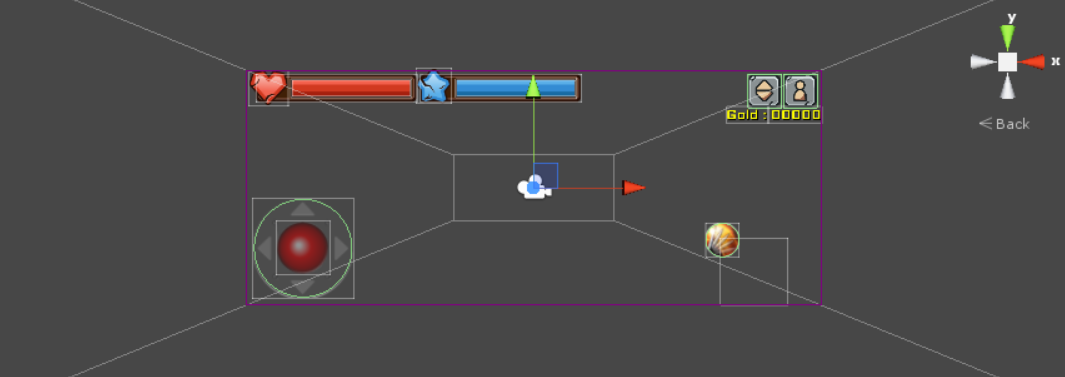 y
x
Gold : 00000
< Back